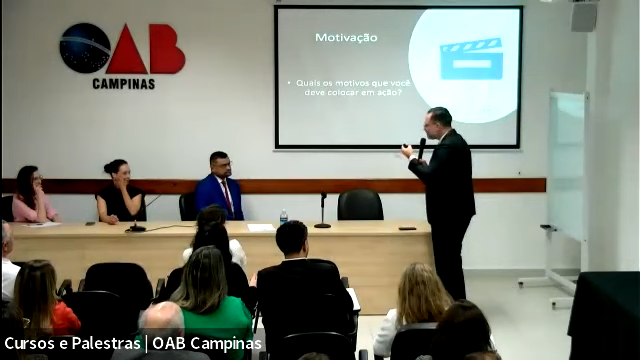 OAB
CAMPINAS
Motivação
• Quais os motivos que você
deve colocar em ação?
Cursos e Palestras | OAB Campinas